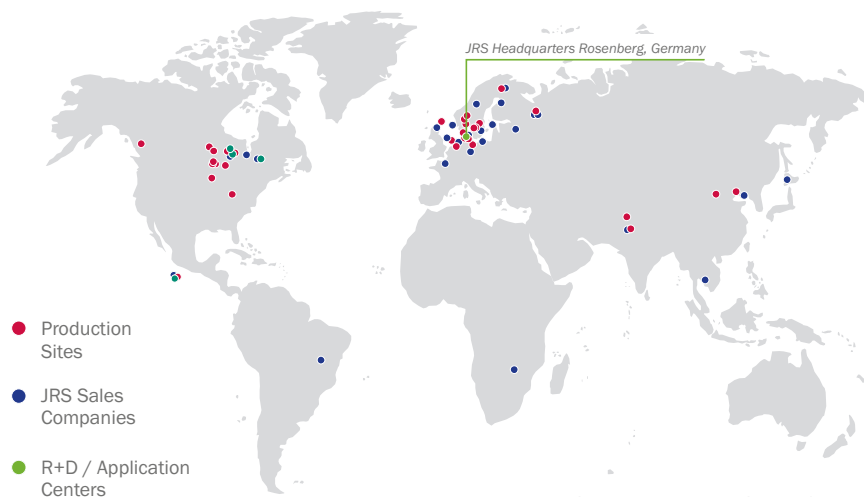 JRS Headquarters Rosenberg, Germany
Production
Sites
JRS Sales
Companies
R+D / Application
Centers